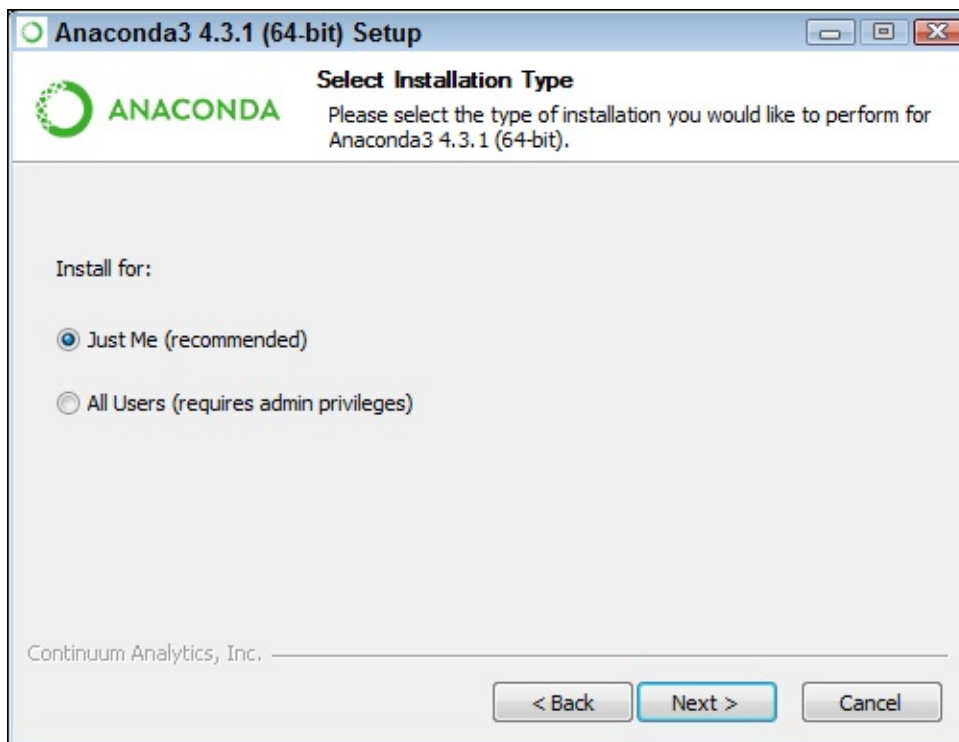 Anaconda3 4.3.1 (64-bit) Setup
ANACONDA
Select Installation Type
Please select the type of installation you would like to perform for
Anaconda3 4.3.1 (64-bit).
Install for:
Just Me (recommended)
All Users (requires admin privileges)
Continuum Analytics, Inc.
< Back
Next >
Cancel